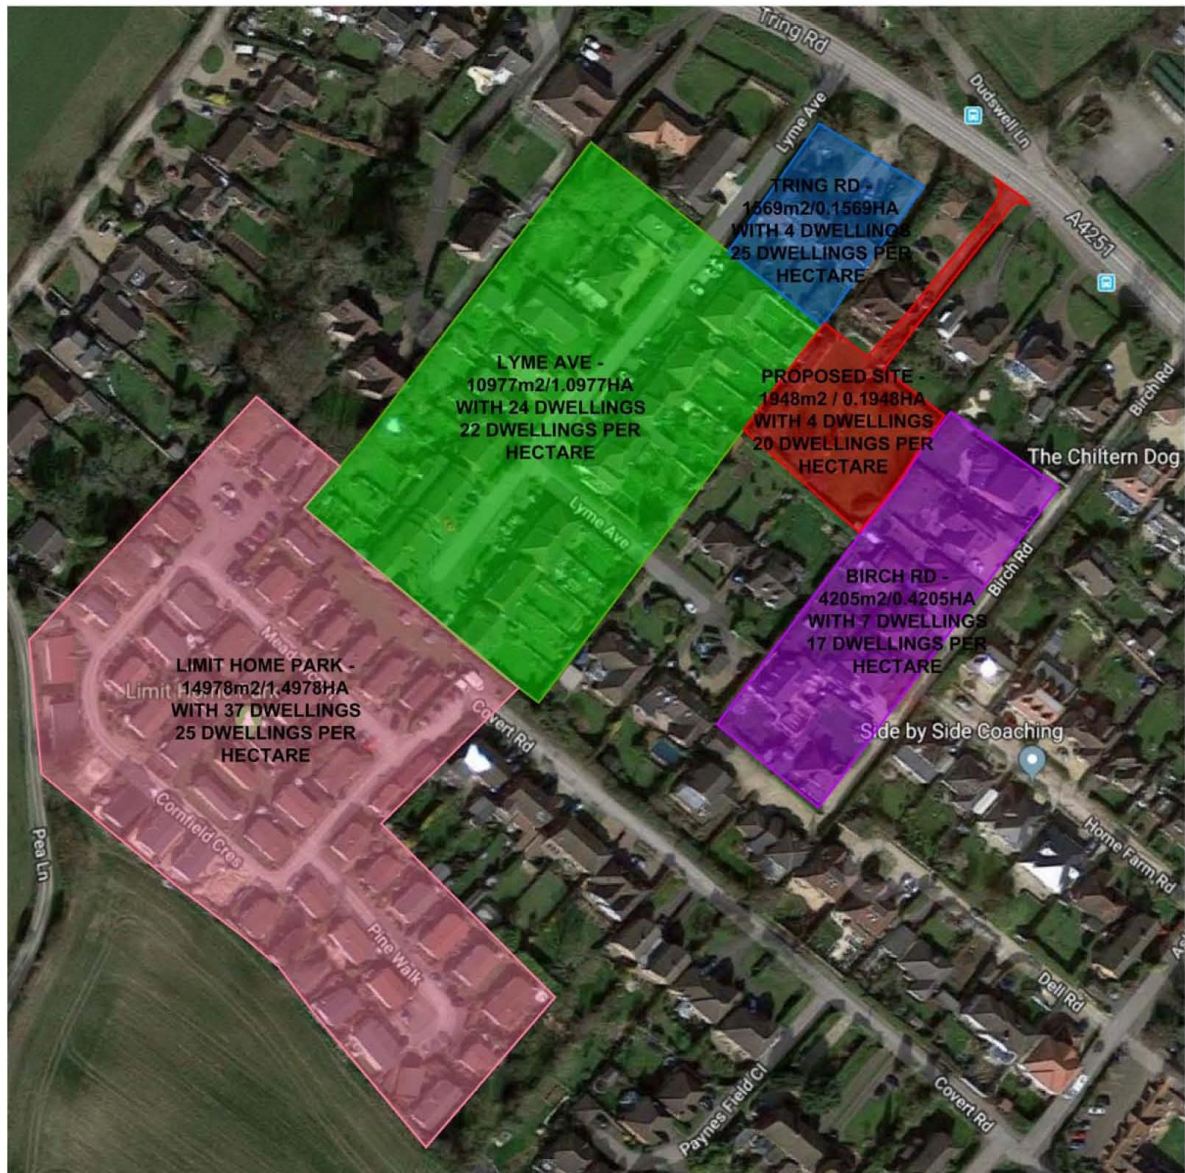 Tring Rd
Dudswell Ln
Lyme Ave
A4251
TRING RD -
1569m2/0.1569HA
WITH 4 DWELLINGS
25 DWELLINGS PER
HECTARE
LYME AVE -
10977m2/1.0977HA
WITH 24 DWELLINGS
22 DWELLINGS PER
HECTARE
PROPOSED SITE -
1948m2 / 0.1948HA
WITH 4 DWELLINGS
20 DWELLINGS PER
HECTARE
Birch Rd
The Chiltern Dog
Lyme Ave
Birch Rd
BIRCH RD -
4205m2/0.4205HA
WITH 7 DWELLINGS
17 DWELLINGS PER
HECTARE
LIMIT HOME PARK -
14978m2/1.4978HA
WITH 37 DWELLINGS
25 DWELLINGS PER
HECTARE
Covert Rd
Side by Side Coaching
Cornfield Cres
Pea Ln
Home Farm Rd
Pine Walk
Dell Rd
Paynes Field Cl
Covert Rd